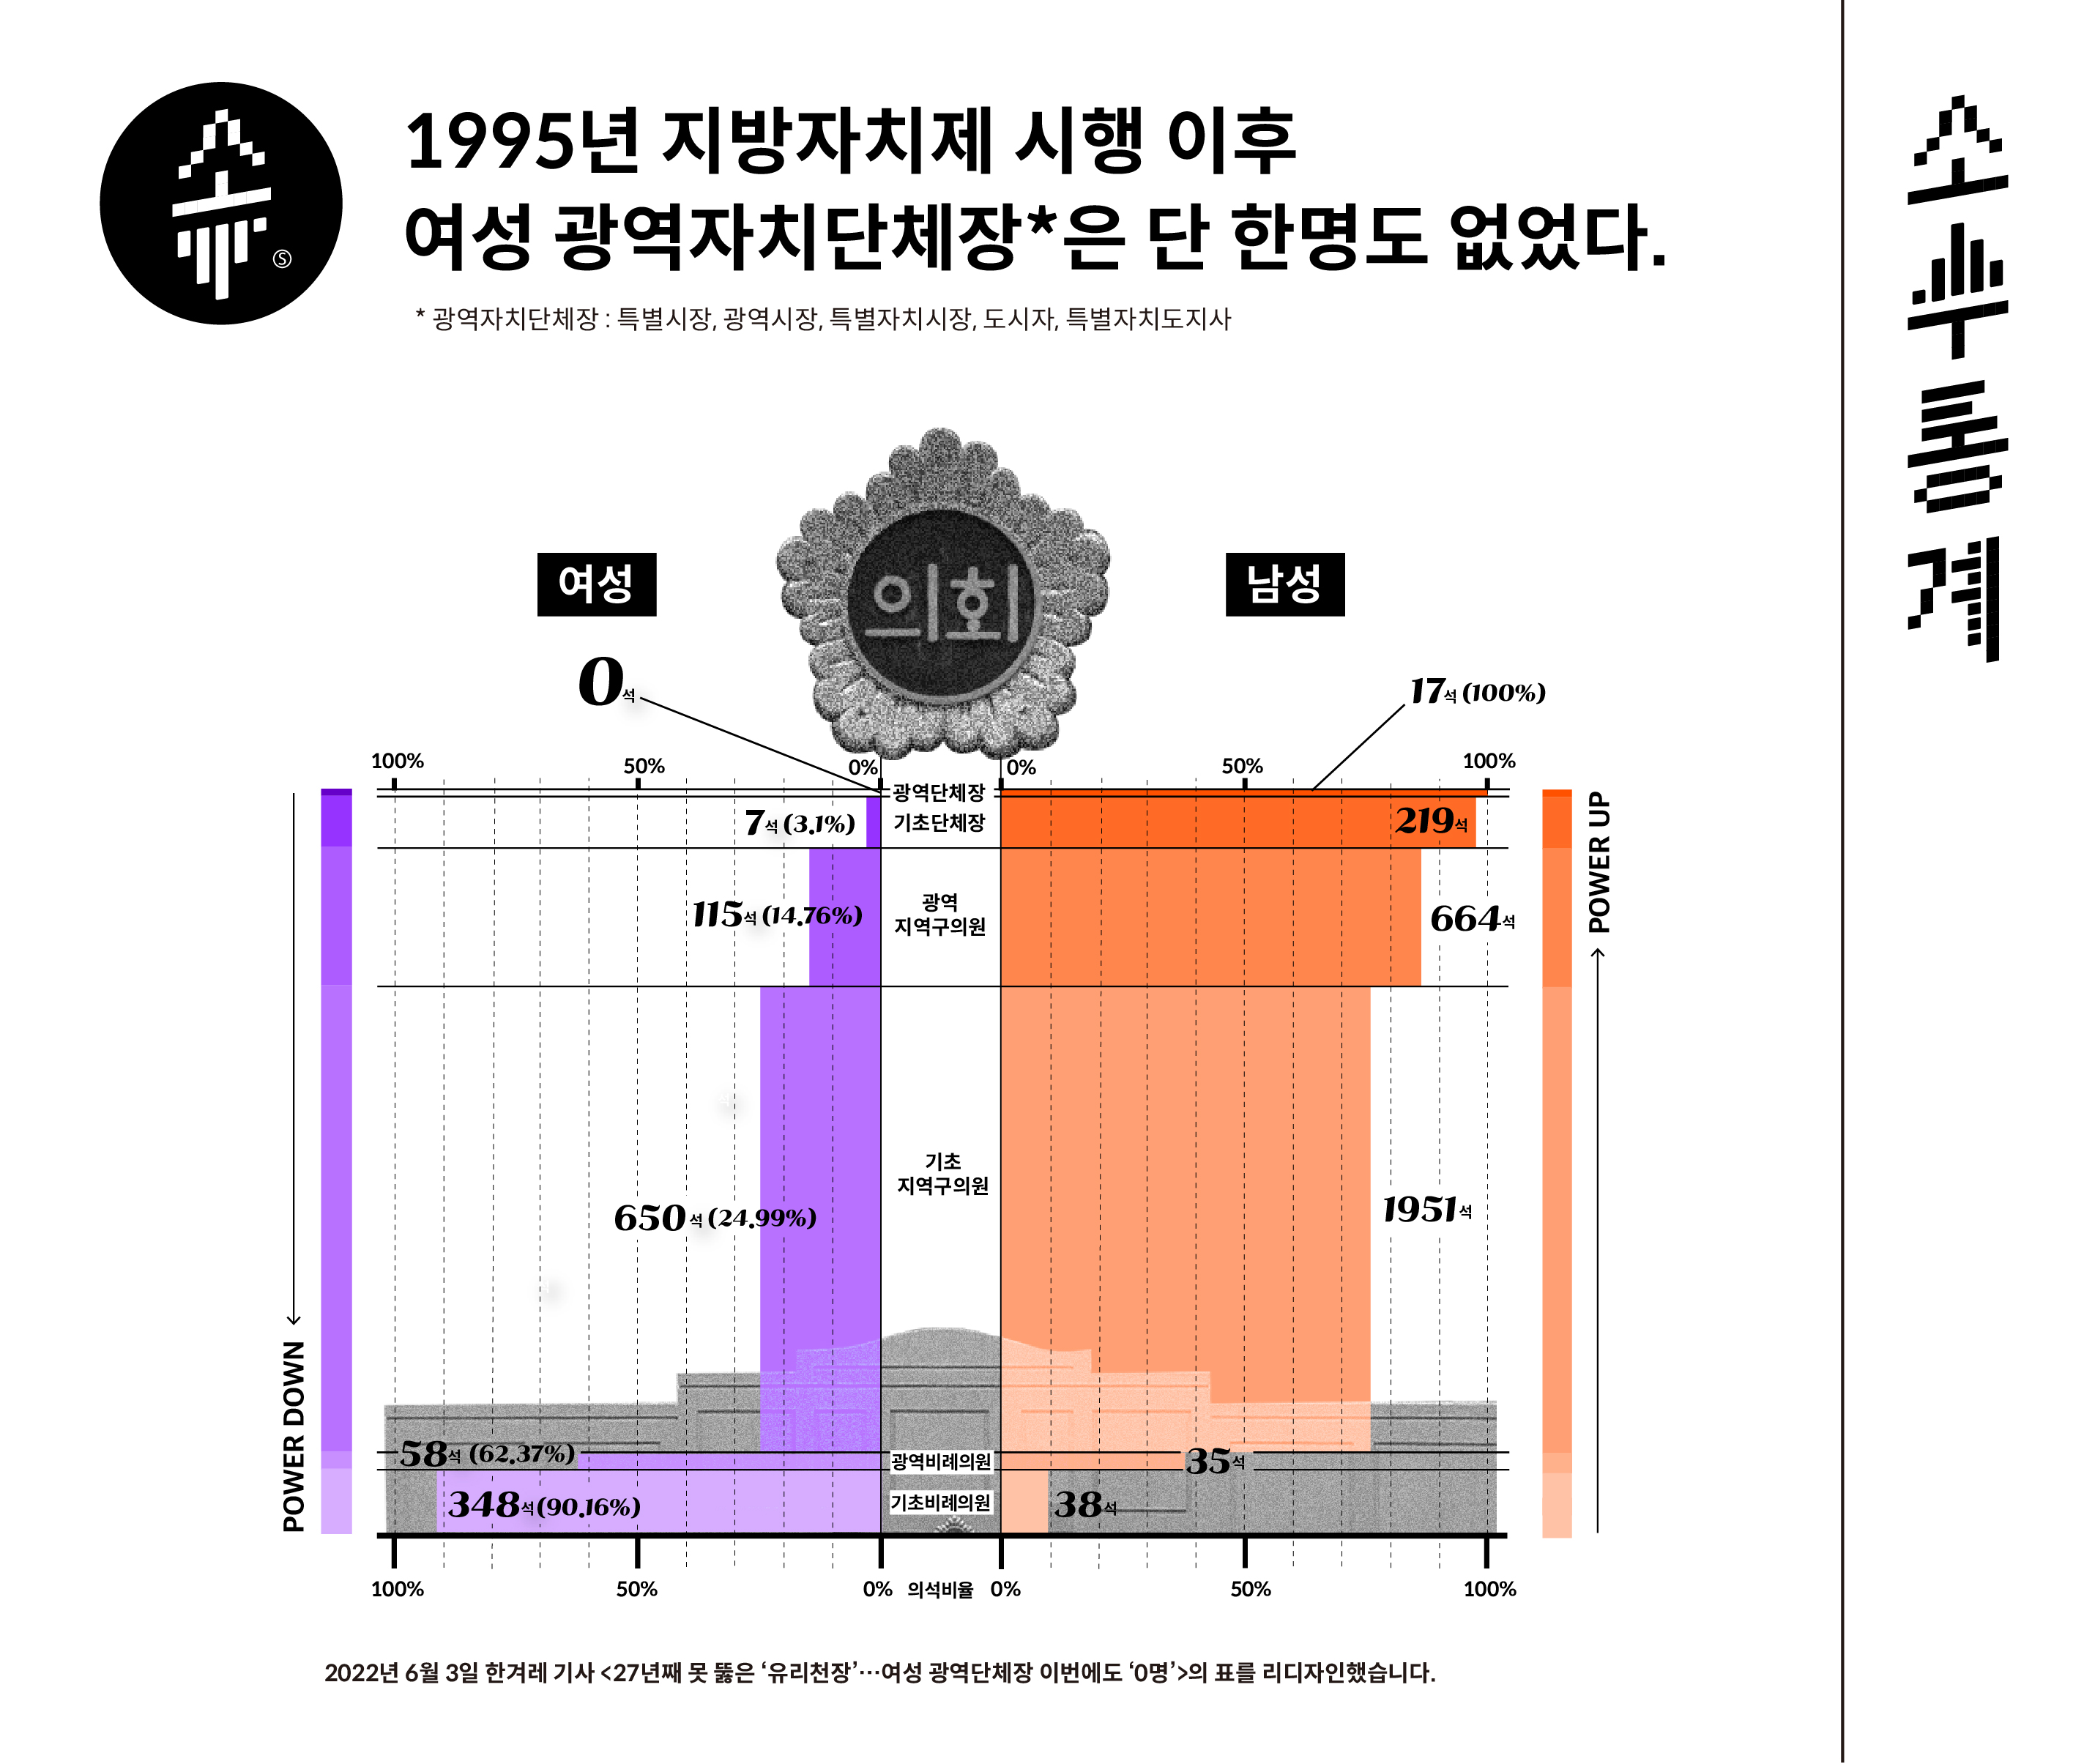 1995년 지방자치제 시행 이후
여성 광역자치단체장*은 단 한명도 없었다.
* 광역자치단체장 : 특별시장, 광역시장, 특별자치시장, 도시자, 특별자치도지사
소수롭게
슈
Ⓢ
의회
여성
남성
0석
17석 (100%)
100%
50%
0%
0%
50%
100%
광역단체장
7석 (3.1%)
기초단체장
219석
115석 (14.76%)
광역
지역구의원
664석
650석 (24.99%)
기초
지역구의원
1951석
58석 (62.37%)
광역비례의원
35석
348석(90.16%)
기초비례의원
38석
POWER DOWN
POWER UP
100%
50%
0%
의석비율
0%
50%
100%
2022년 6월 3일 한겨레 기사 <27년째 못 뚫은 ‘유리천장’…여성 광역단체장 이번에도 ‘0명’>의 표를 리디자인했습니다.